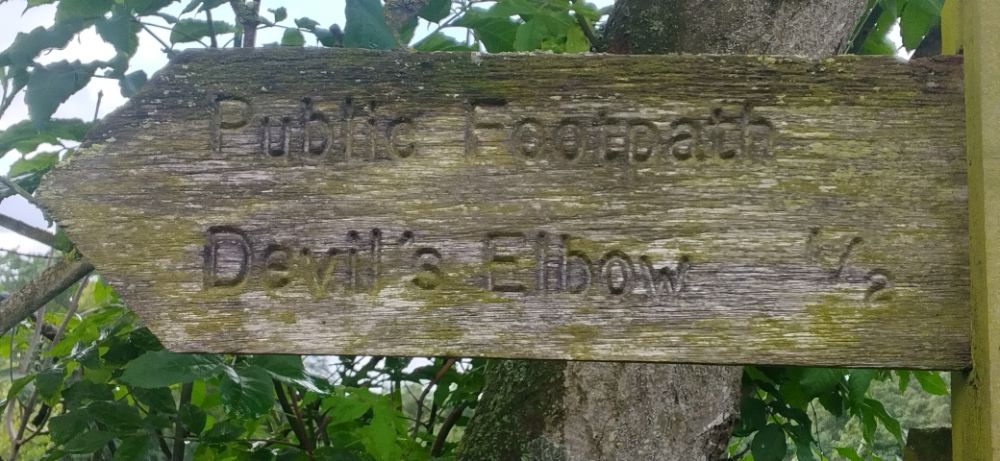 Public Footpath
Devil's Elbow 1/2